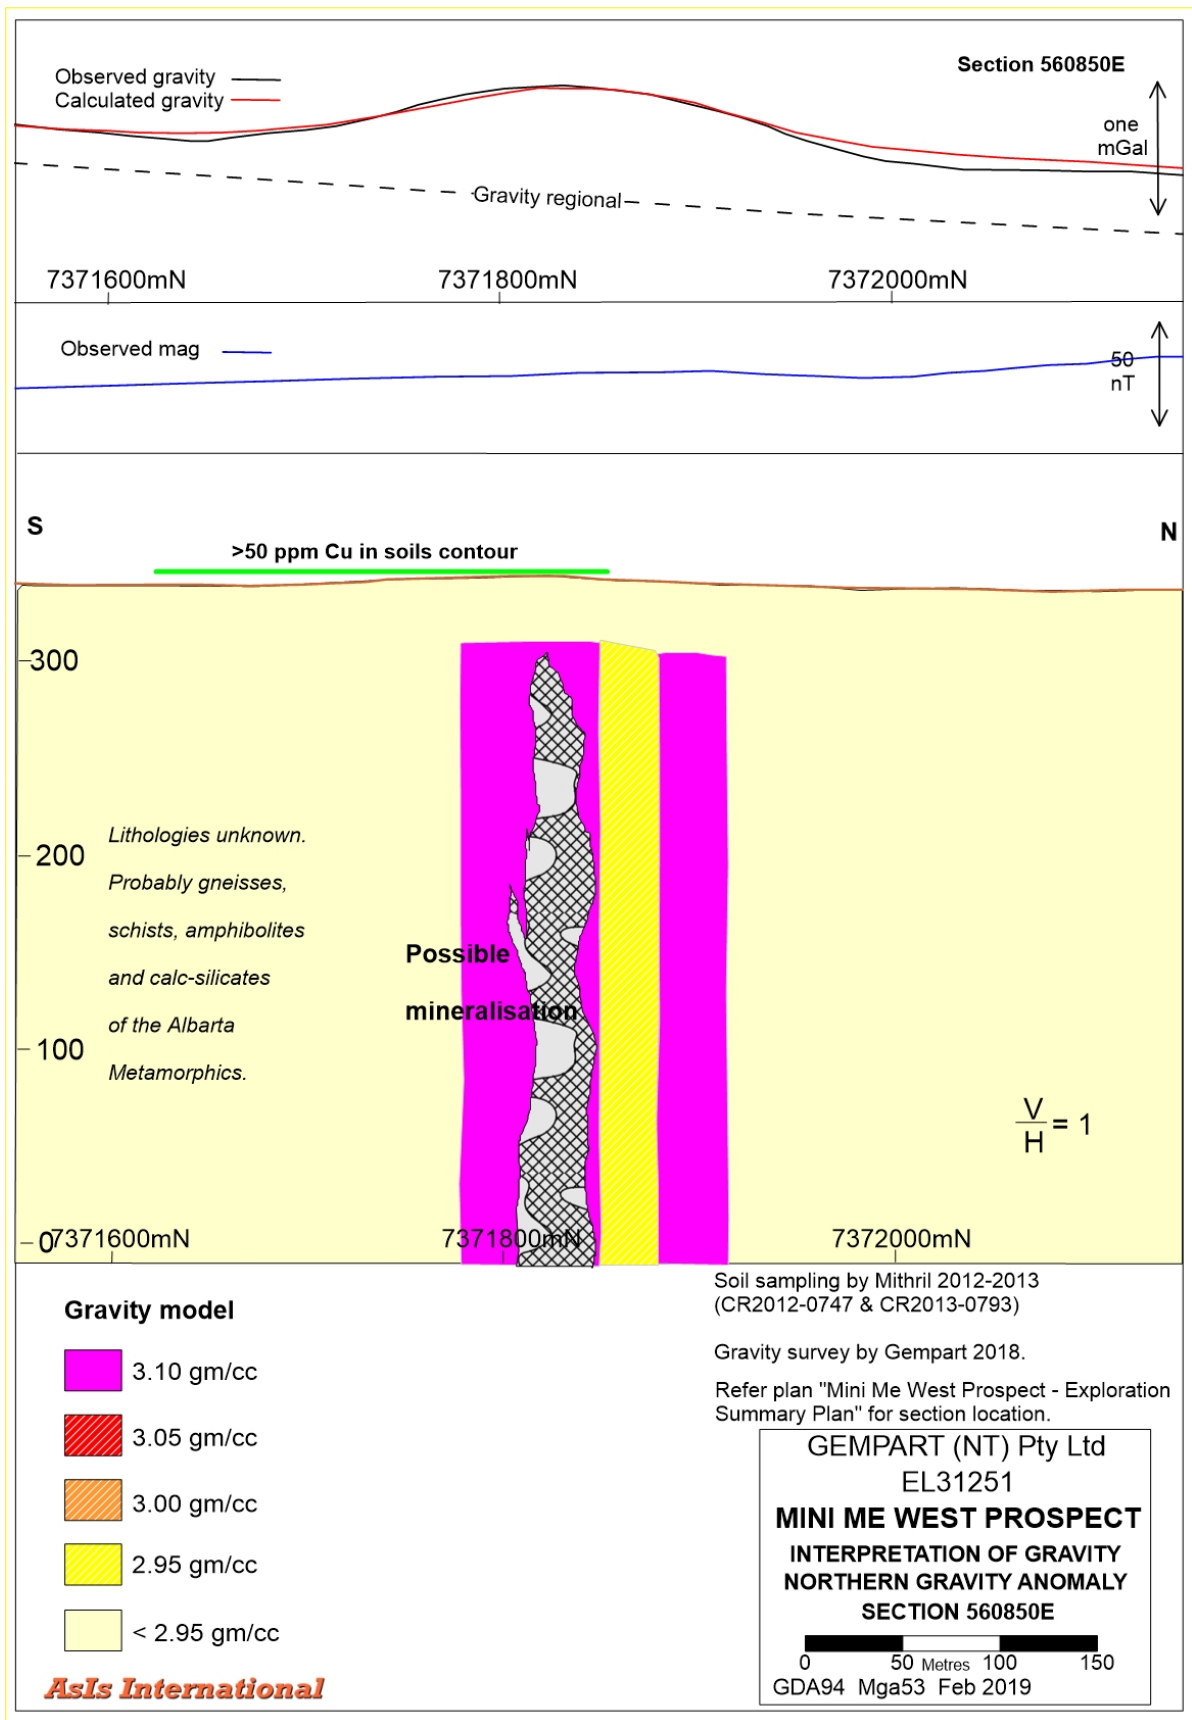 Section 560850E
Observed gravity
Calculated gravity
one
mGal
Gravity regional
7371600mN
7371800mN
7372000mN
Observed mag
50
nT
S
N
>50 ppm Cu in soils contour
300
200
100
0
Lithologies unknown.
Probably gneisses,
schists, amphibolites
and calc-silicates
of the Albarta
Metamorphics.
Possible
mineralisation
V
H
= 1
7371600mN
7371800mN
7372000mN
Gravity model
3.10 gm/cc
3.05 gm/cc
3.00 gm/cc
2.95 gm/cc
< 2.95 gm/cc
AsIs International
Soil sampling by Mithril 2012-2013
(CR2012-0747 & CR2013-0793)
Gravity survey by Gempart 2018.
Refer plan "Mini Me West Prospect - Exploration
Summary Plan" for section location.
GEMPART (NT) Pty Ltd
EL31251
MINI ME WEST PROSPECT
INTERPRETATION OF GRAVITY
NORTHERN GRAVITY ANOMALY
SECTION 560850E
0 50 Metres 100 150
GDA94 Mga53 Feb 2019